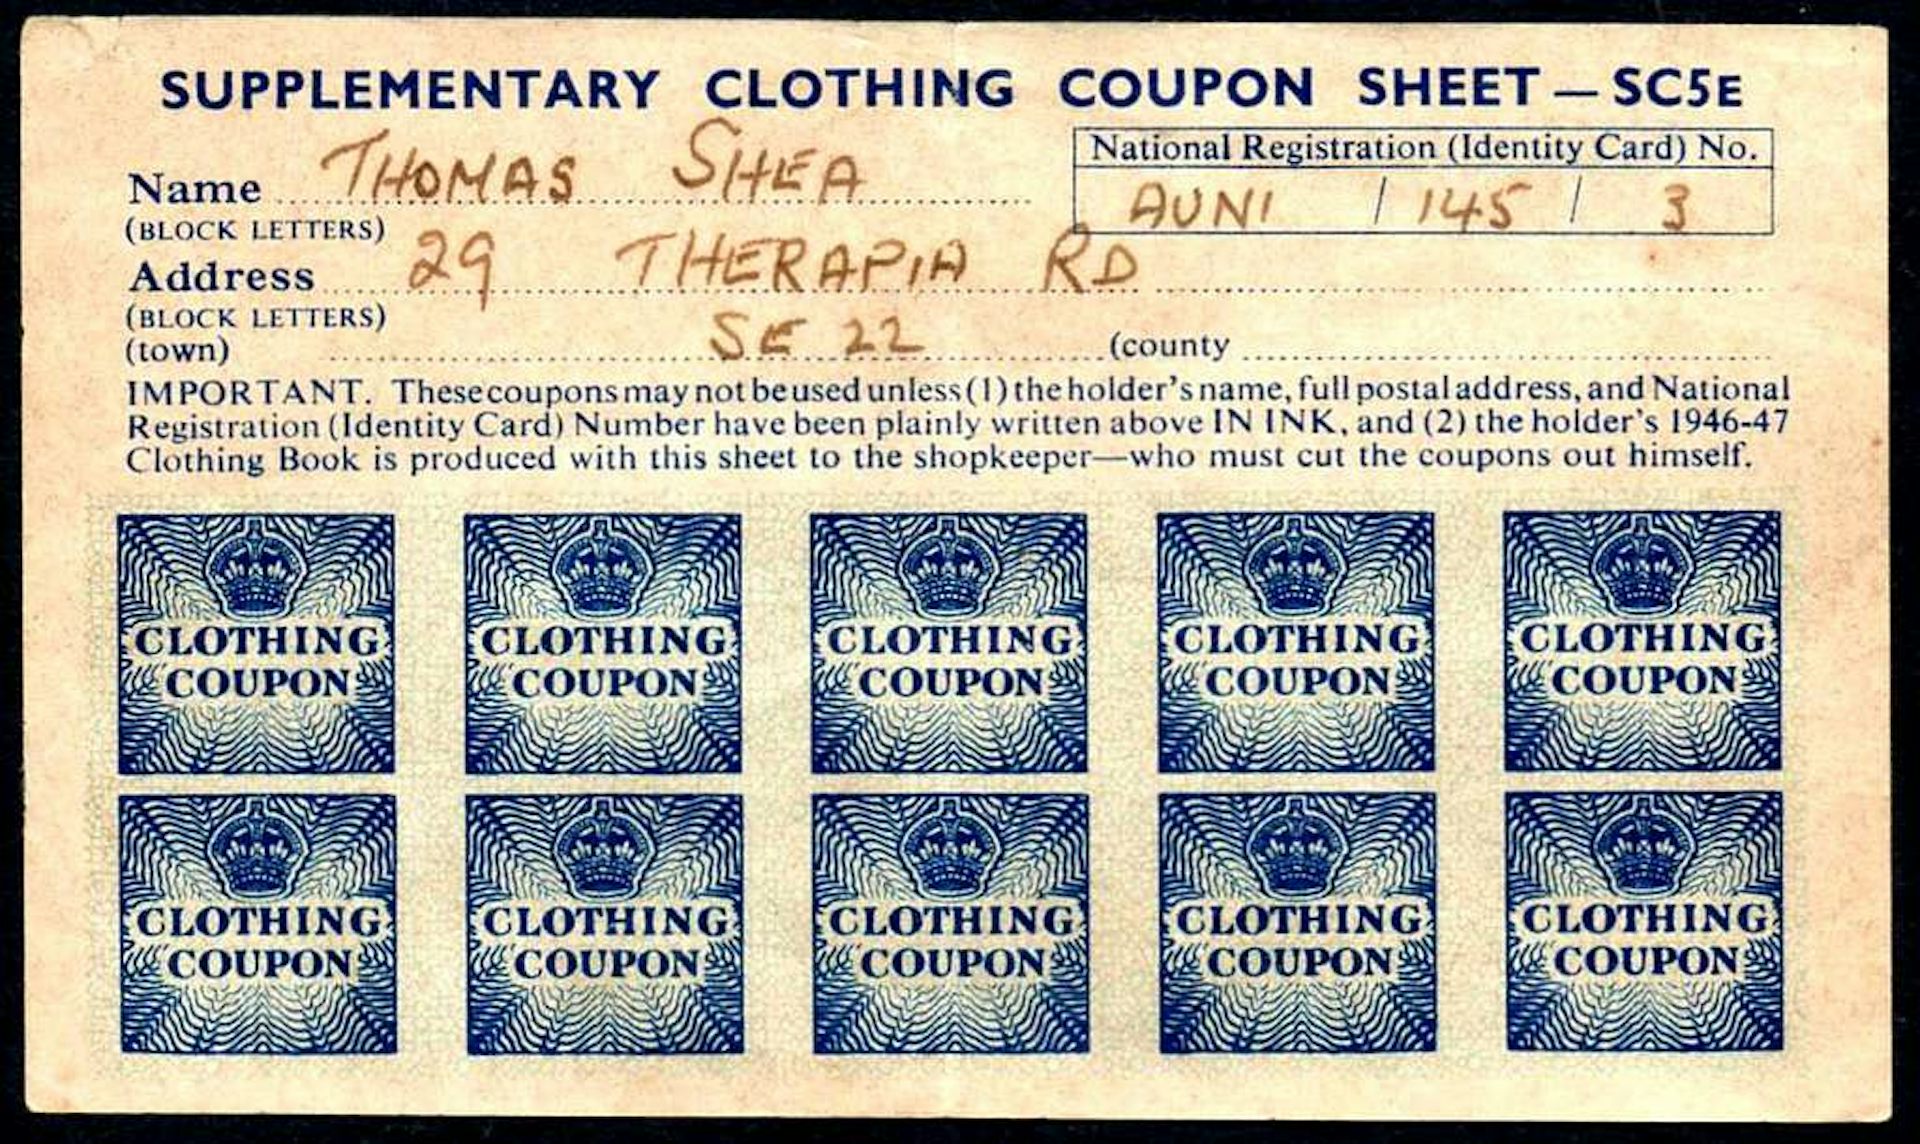 SUPPLEMENTARY CLOTHING COUPON SHEET — SC5E
National Registration (Identity Card) No.
Name THOMAS SHEA
AUNI / 145 / 3
(BLOCK LETTERS)
Address 29 THERAPIA RD
(BLOCK LETTERS)
(town) SE 22 (county
IMPORTANT. These coupons may not be used unless (1) the holder's name, full postal address, and National
Registration (Identity Card) Number have been plainly written above IN INK, and (2) the holder's 1946-47
Clothing Book is produced with this sheet to the shopkeeper—who must cut the coupons out himself.
CLOTHING CLOTHING CLOTHING CLOTHING CLOTHING
COUPON COUPON COUPON COUPON COUPON
CLOTHING CLOTHING CLOTHING CLOTHING CLOTHING
COUPON COUPON COUPON COUPON COUPON